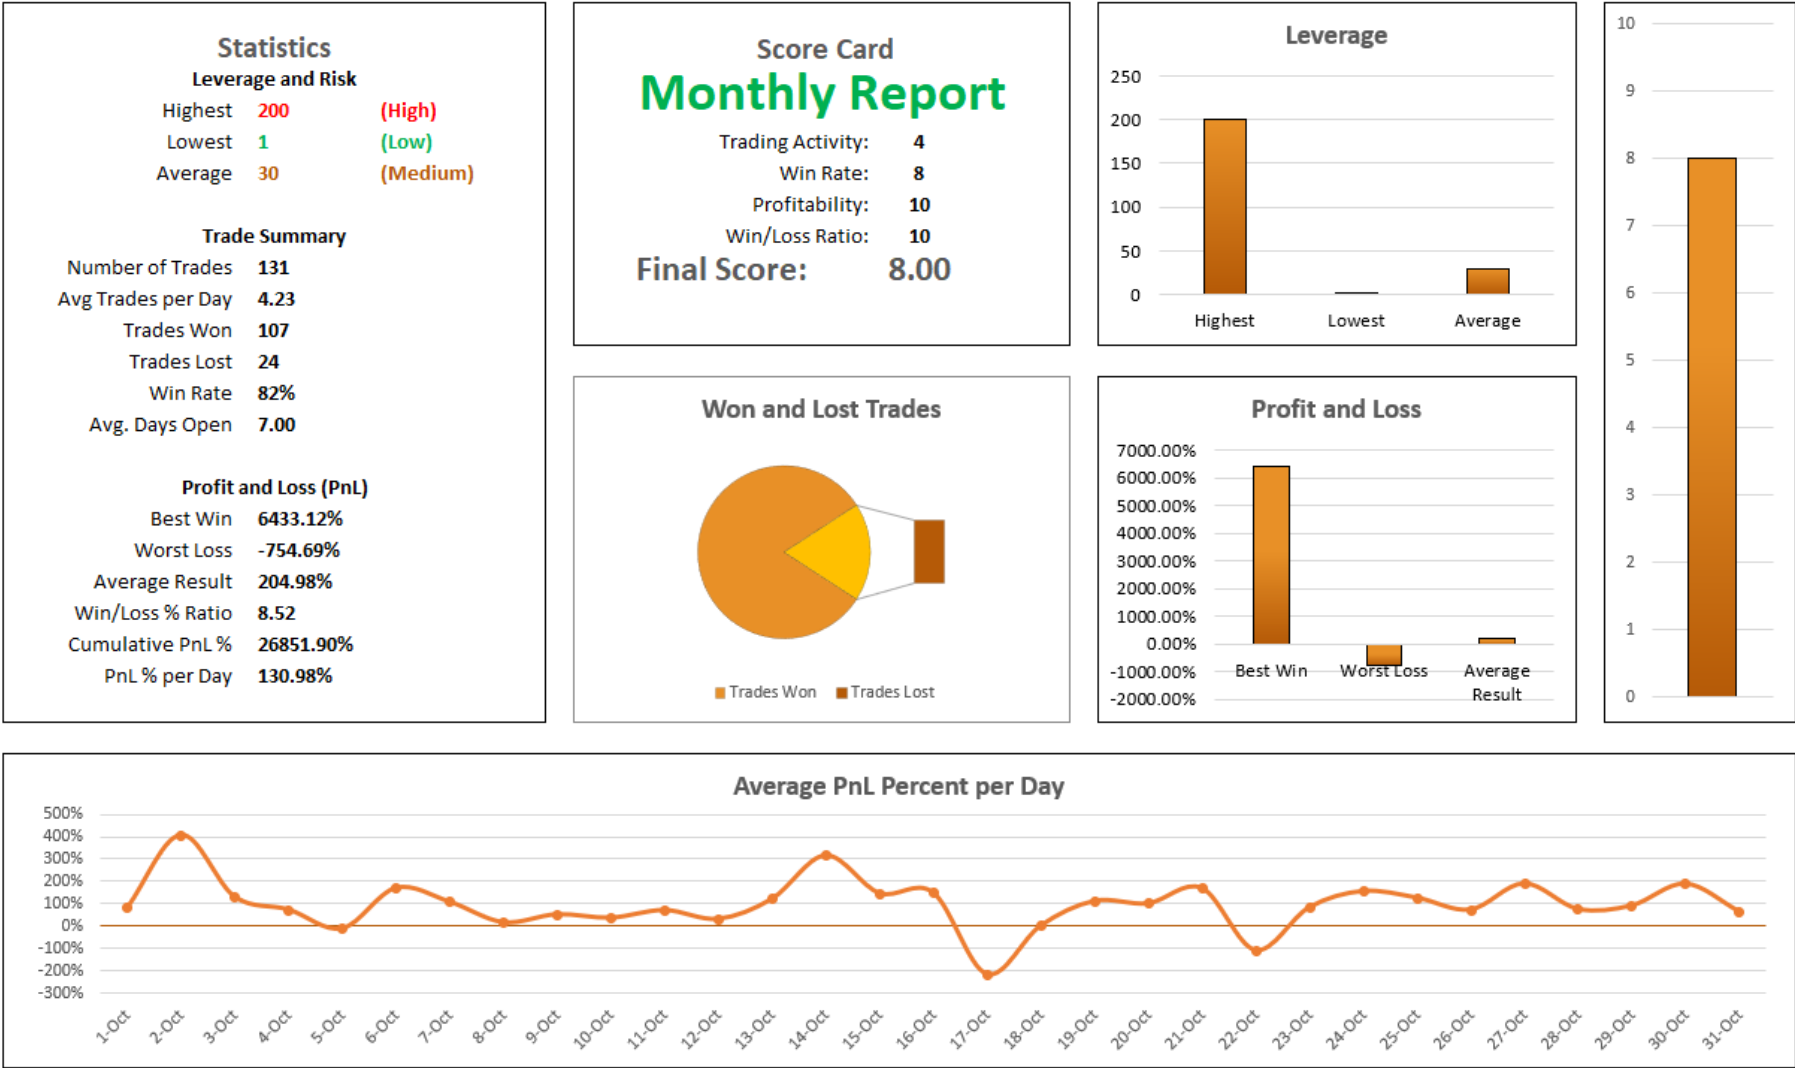 Statistics
Leverage and Risk
Highest 200 (High)
Lowest 1 (Low)
Average 30 (Medium)
Trade Summary
Number of Trades 131
Avg Trades per Day 4.23
Trades Won 107
Trades Lost 24
Win Rate 82%
Avg. Days Open 7.00
Profit and Loss (PnL)
Best Win 6433.12%
Worst Loss -754.69%
Average Result 204.98%
Win/Loss % Ratio 8.52
Cumulative PnL % 26851.90%
PnL % per Day 130.98%
Score Card
Monthly Report
Trading Activity: 4
Win Rate: 8
Profitability: 10
Win/Loss Ratio: 10
Final Score: 8.00
Leverage
250
200
150
100
50
0
Highest Lowest Average
Won and Lost Trades
Trades Won Trades Lost
Profit and Loss
7000.00%
6000.00%
5000.00%
4000.00%
3000.00%
2000.00%
1000.00%
0.00%
-1000.00%
-2000.00%
Best Win Worst Loss Average
Result
10
9
8
7
6
5
4
3
2
1
0
Average PnL Percent per Day
500%
400%
300%
200%
100%
0%
-100%
-200%
-300%
1-Oct 2-Oct 3-Oct 4-Oct 5-Oct 6-Oct 7-Oct 8-Oct 9-Oct 10-Oct 11-Oct 12-Oct 13-Oct 14-Oct 15-Oct 16-Oct 17-Oct 18-Oct 19-Oct 20-Oct 21-Oct 22-Oct 23-Oct 24-Oct 25-Oct 26-Oct 27-Oct 28-Oct 29-Oct 30-Oct 31-Oct